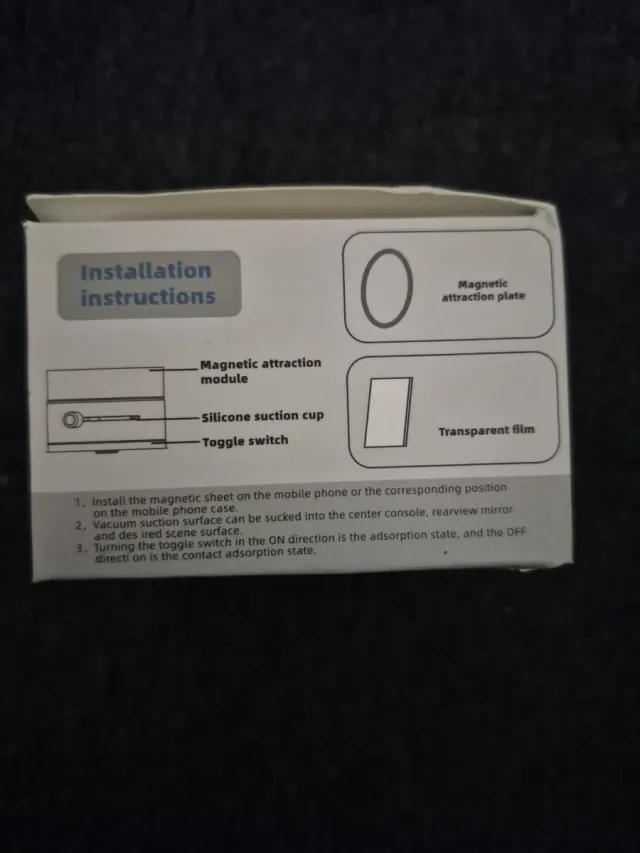 Installation
instructions
Magnetic
attraction plate
Magnetic attraction
module
Silicone suction cup
Toggle switch
Transparent film
1, Install the magnetic sheet on the mobile phone or the corresponding position
on the mobile phone case.
2, Vacuum suction surface can be sucked into the center console, rearview mirror
and des ired scene surface.
3, Turning the toggle switch in the ON direction is the adsorption state, and the OFF
directi on is the contact adsorption state.